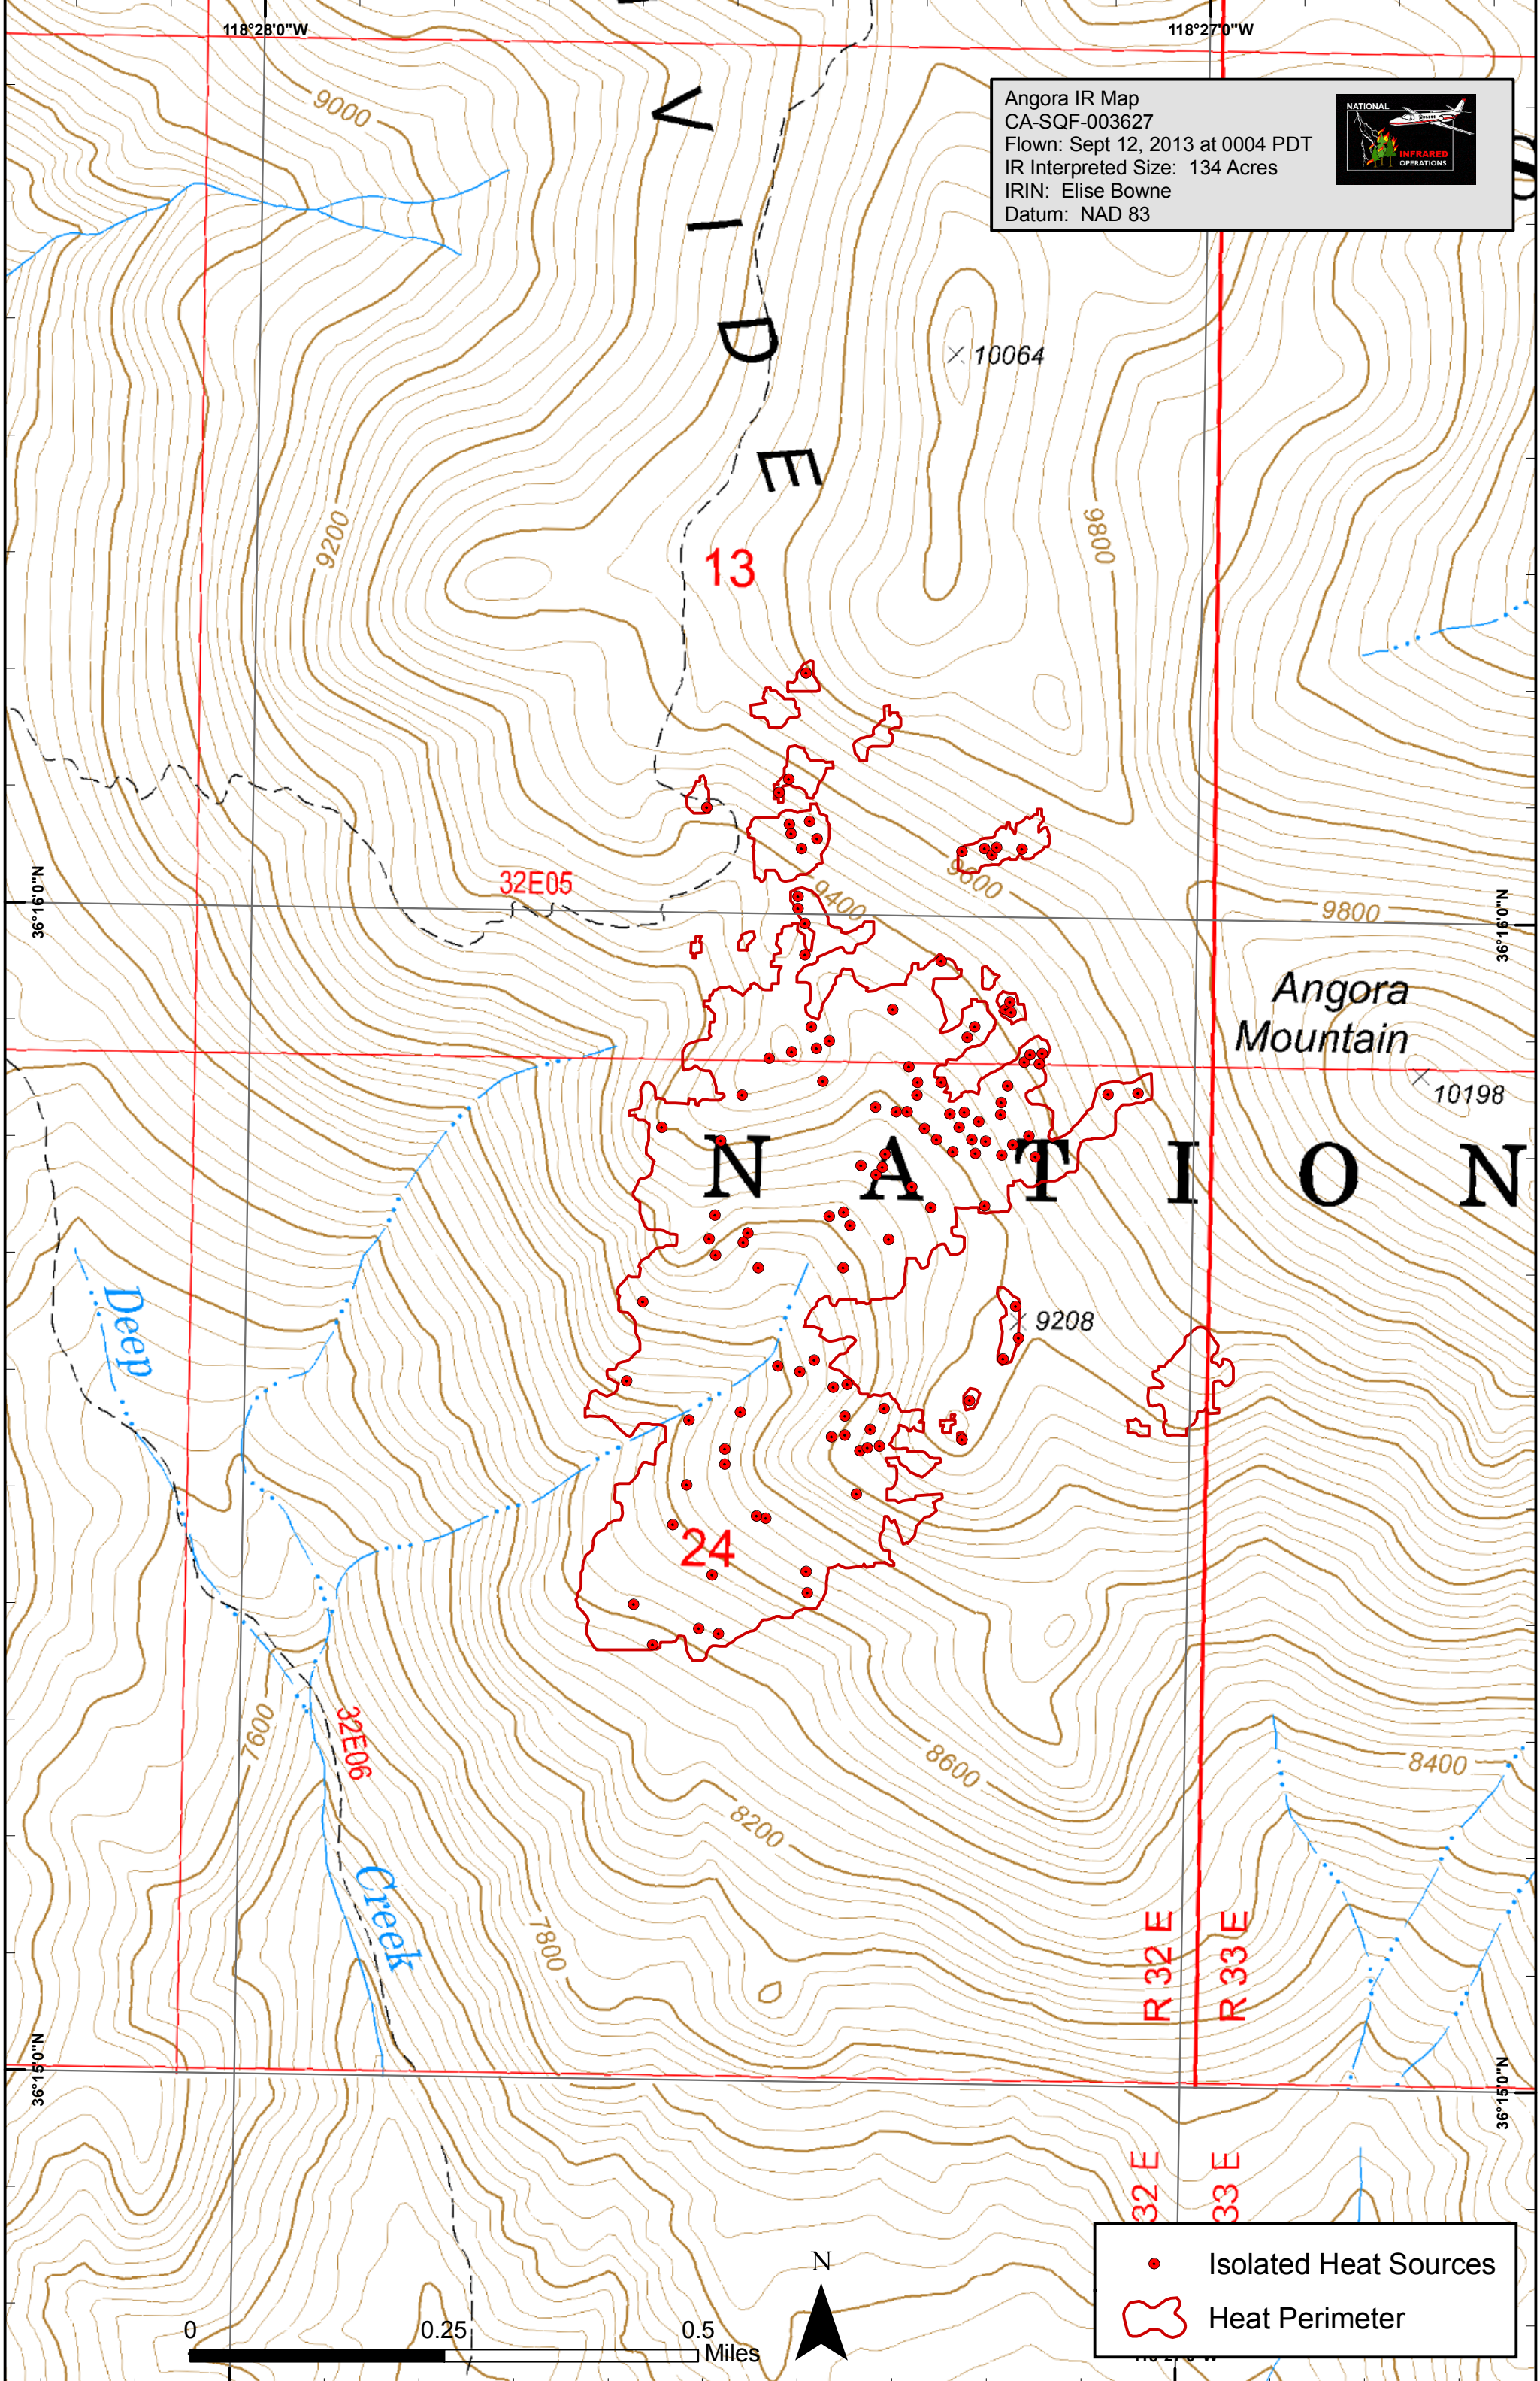 118°28'0"W
118°27'0"W
Angora IR Map
CA-SQF-003627
Flown: Sept 12, 2013 at 0004 PDT
IR Interpreted Size: 134 Acres
IRIN: Elise Bowne
Datum: NAD 83
NATIONAL
INFRARED
OPERATIONS
9000
V
I
D
E
S
10064
9200
9800
13
32E05
9400
9600
9800
36°16'0"N
36°16'0"N
Angora
Mountain
10198
N A T I O N
Deep
9208
24
7600
32E06
8600
8400
8200
Creek
7800
R 32 E
R 33 E
36°15'0"N
36°15'0"N
32 E
33 E
N
0 0.25 0.5
Miles
Isolated Heat Sources
Heat Perimeter